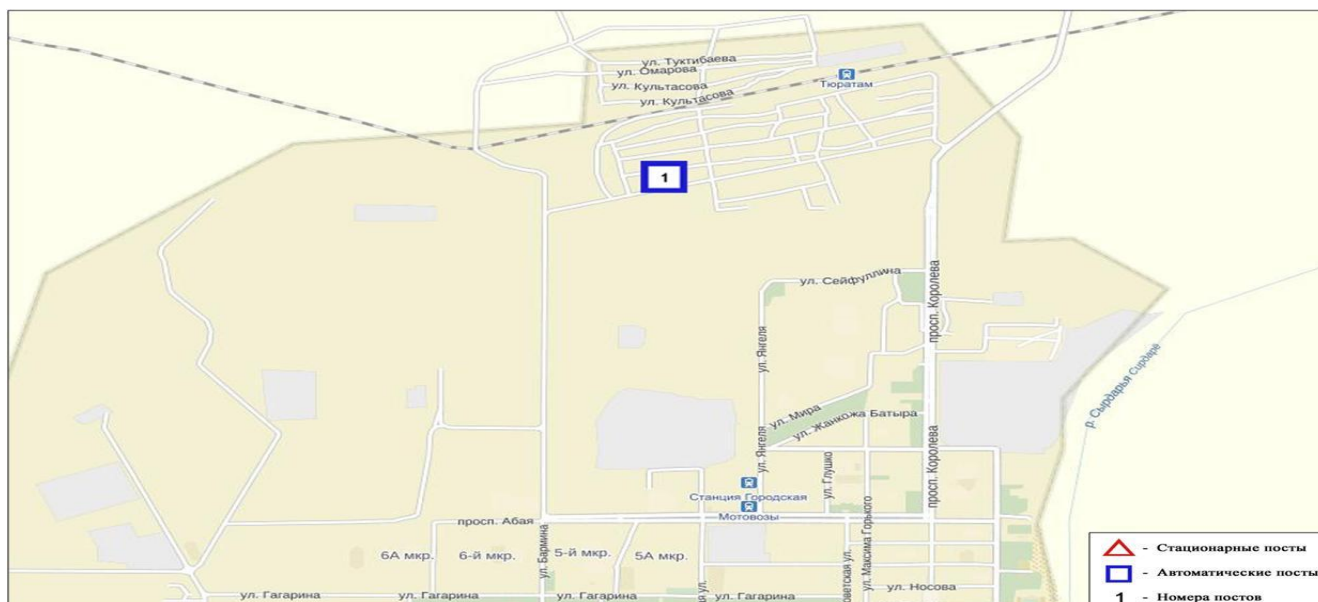 ул. Туктибаева
ул. Омарова
ул. Культасова
ул. Культасова
Тюратам
1
ул. Сейфуллина
просп. Королева
ул. Янгеля
р. Сырдарья Сирдарё
ул. Мира
ул. Жанкожа Батыра
ул. Янгеля
просп. Королева
ул. Глушко
Станция Городская
Мотовозы
ул. Максима Горького
просп. Абая
ул. Бармина
6А мкр.
6-й мкр.
5-й мкр.
5А мкр.
ул. Носова
ул. Гагарина
ул. Гагарина
ул. Гагарина
ул. Гагарина
- Стационарные посты
- Автоматические посты
1 - Номера постов